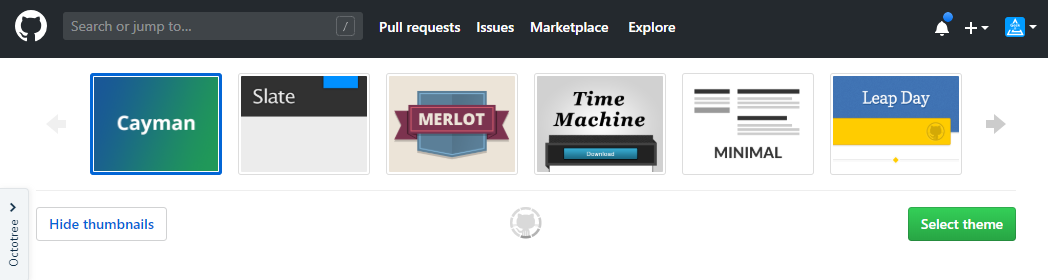 Search or jump to... /
Pull requests
Issues
Marketplace
Explore
Cayman
Slate
MERLOT
Time
Machine
Download
MINIMAL
Leap Day
Octotree
Hide thumbnails
Select theme